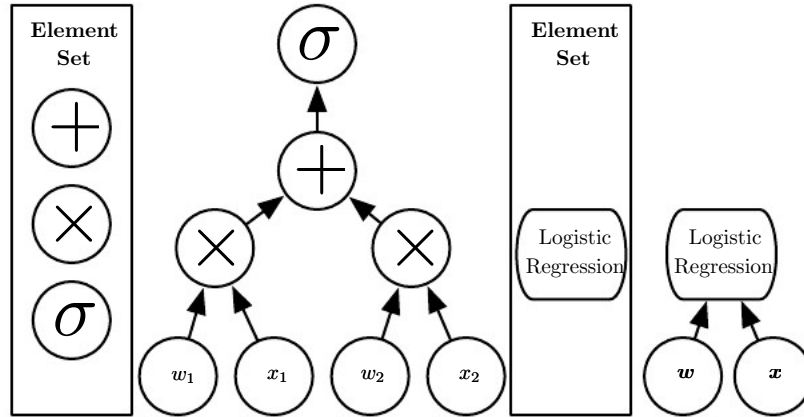 Element
Set
+
×
σ
σ
+
×
×
w₁
x₁
w₂
x₂
Element
Set
Logistic
Regression
Logistic
Regression
w
x